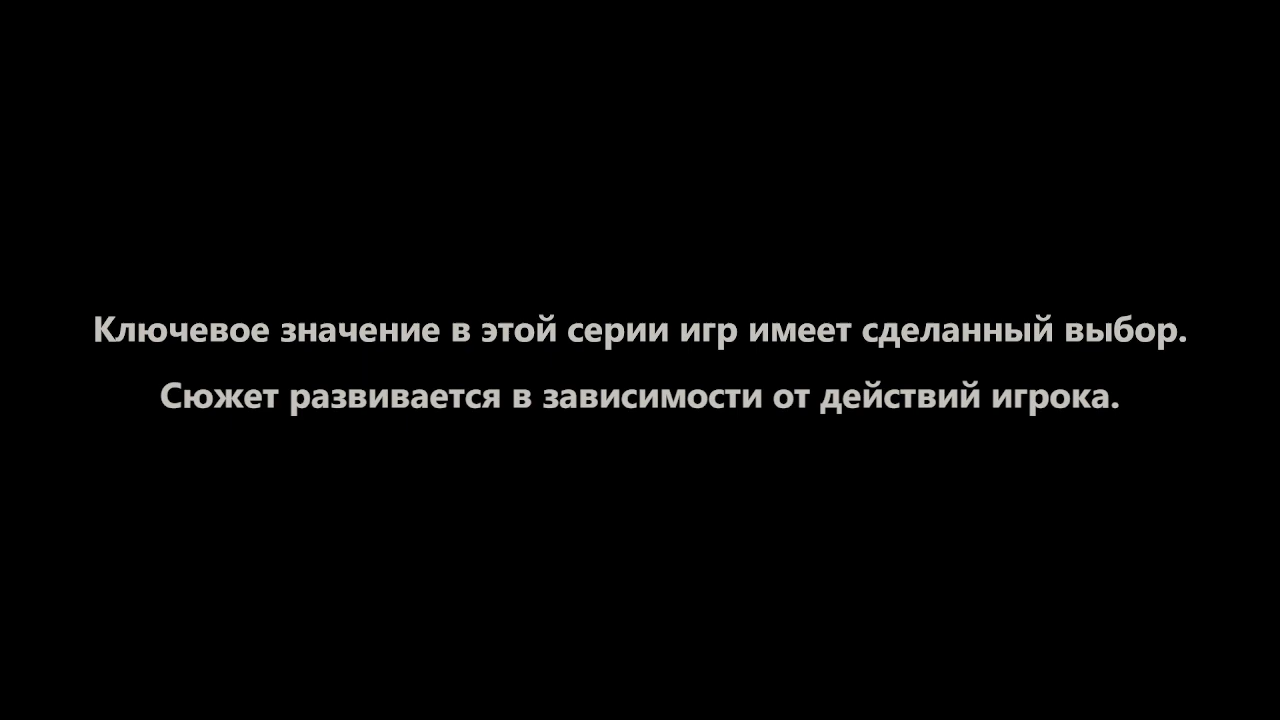 Ключевое значение в этой серии игр имеет сделанный выбор.
Сюжет развивается в зависимости от действий игрока.